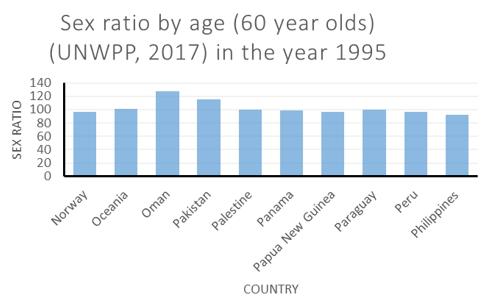 Sex ratio by age (60 year olds)
(UNWPP, 2017) in the year 1995
140
120
100
80
60
40
20
0
SEX RATIO
Norway
Oceania
Oman
Pakistan
Palestine
Panama
Papua New Guinea
Paraguay
Peru
Philippines
COUNTRY